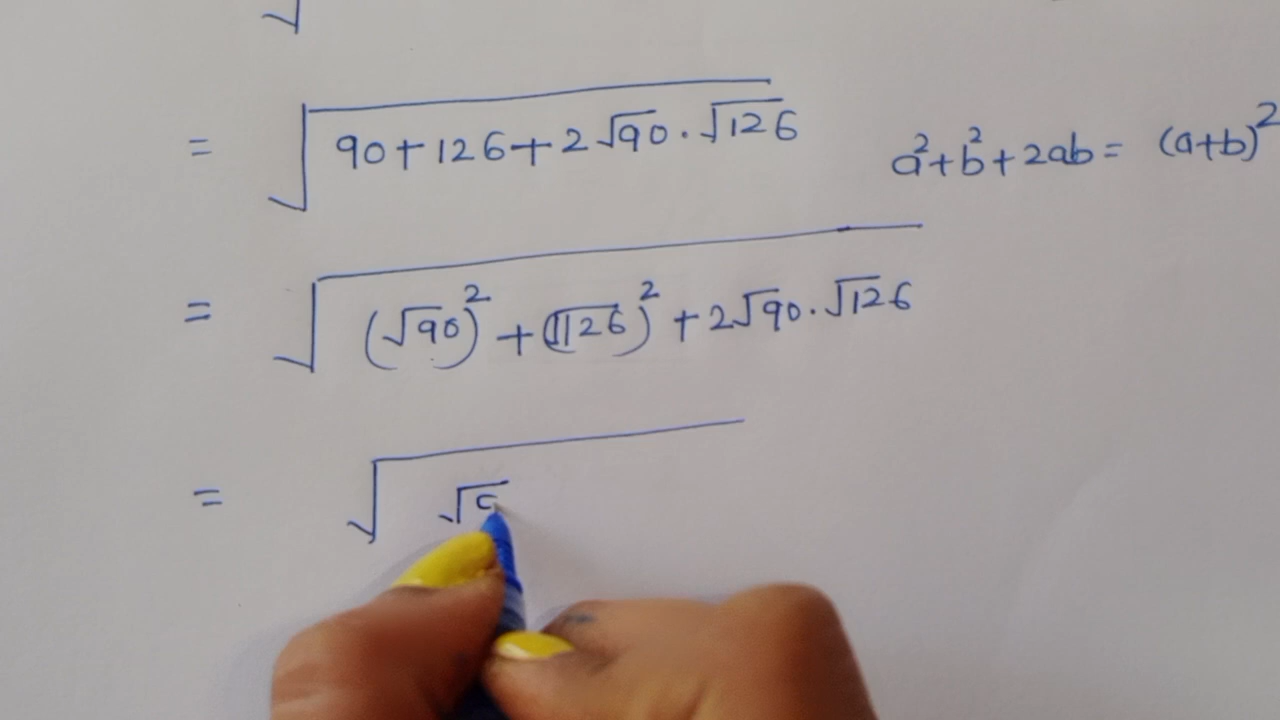 = √(90+126+2√90.√126) a²+b²+2ab = (a+b)²
= √((√90)²+(√126)²+2√90.√126)
= √(√